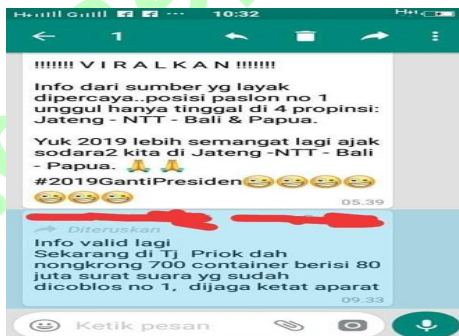 10:32
1
!!!!!!! V I R A L K A N !!!!!!!
Info dari sumber yg layak
dipercaya..posisi paslon no 1
unggul hanya tinggal di 4 propinsi:
Jateng - NTT - Bali & Papua.
Yuk 2019 lebih semangat lagi ajak
sodara2 kita di Jateng -NTT - Bali
- Papua. 🙏 🙏
#2019GantiPresiden😁😁😁😁
😁😁😁
05.39
Diteruskan
Info valid lagi
Sekarang di Tj Priok dah
nongkrong 700 container berisi 80
juta surat suara yg sudah
dicoblos no 1, dijaga ketat aparat
09.33
Ketik pesan